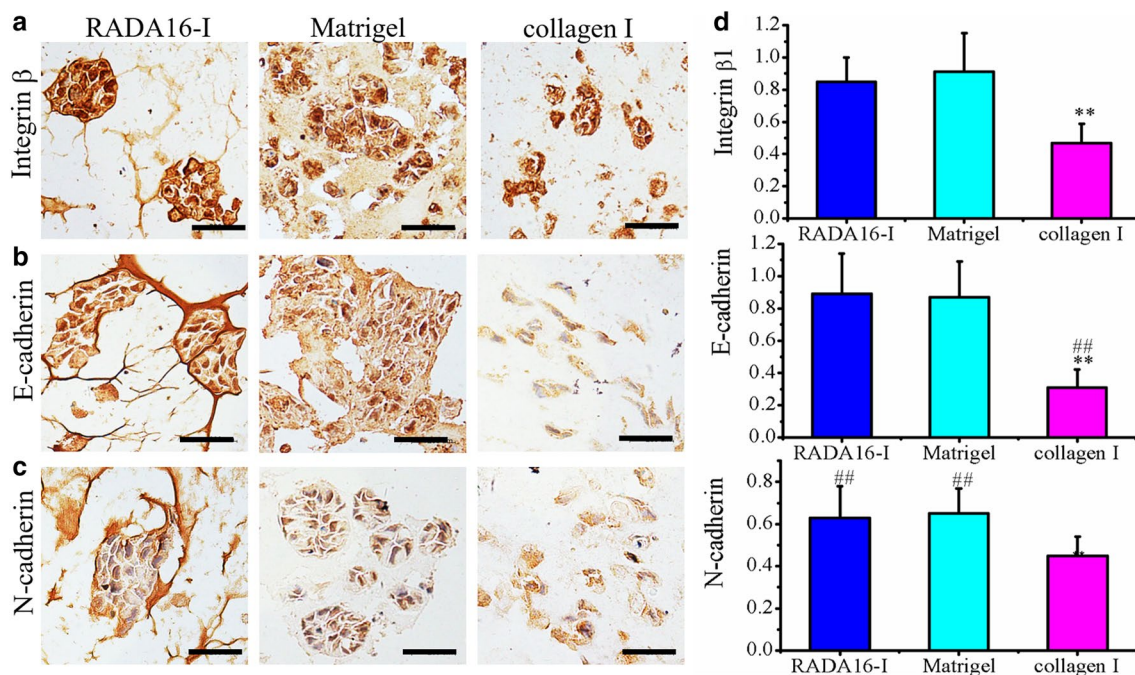 a RADA16-I Matrigel collagen I d
Integrin β
b
E-cadherin
c
N-cadherin
Integrin β1
1.2
1.0
0.8
0.6
0.4
0.2
0.0
**
RADA16-I Matrigel collagen I
E-cadherin
1.2
1.0
0.8
0.6
0.4
0.2
0.0
##
**
RADA16-I Matrigel collagen I
N-cadherin
0.8
0.6
0.4
0.2
0.0
## ##
**
RADA16-I Matrigel collagen I